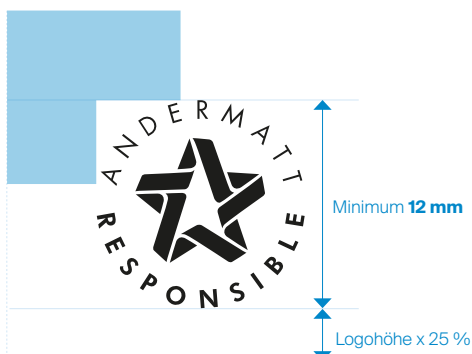 ANDERMATT
RESPONSIBLE
Minimum 12 mm
Logohöhe x 25 %